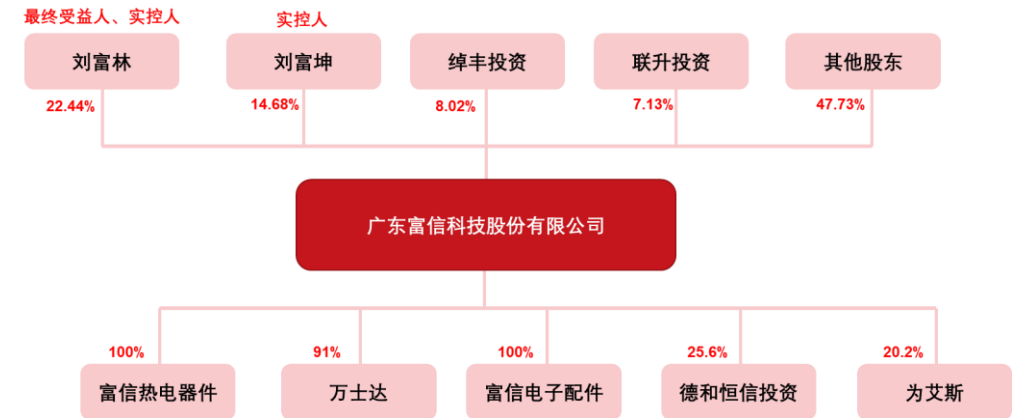 最终受益人、实控人
实控人
刘富林
刘富坤
绰丰投资
联升投资
其他股东
22.44%
14.68%
8.02%
7.13%
47.73%
广东富信科技股份有限公司
100%
91%
100%
25.6%
20.2%
富信热电器件
万士达
富信电子配件
德和恒信投资
为艾斯